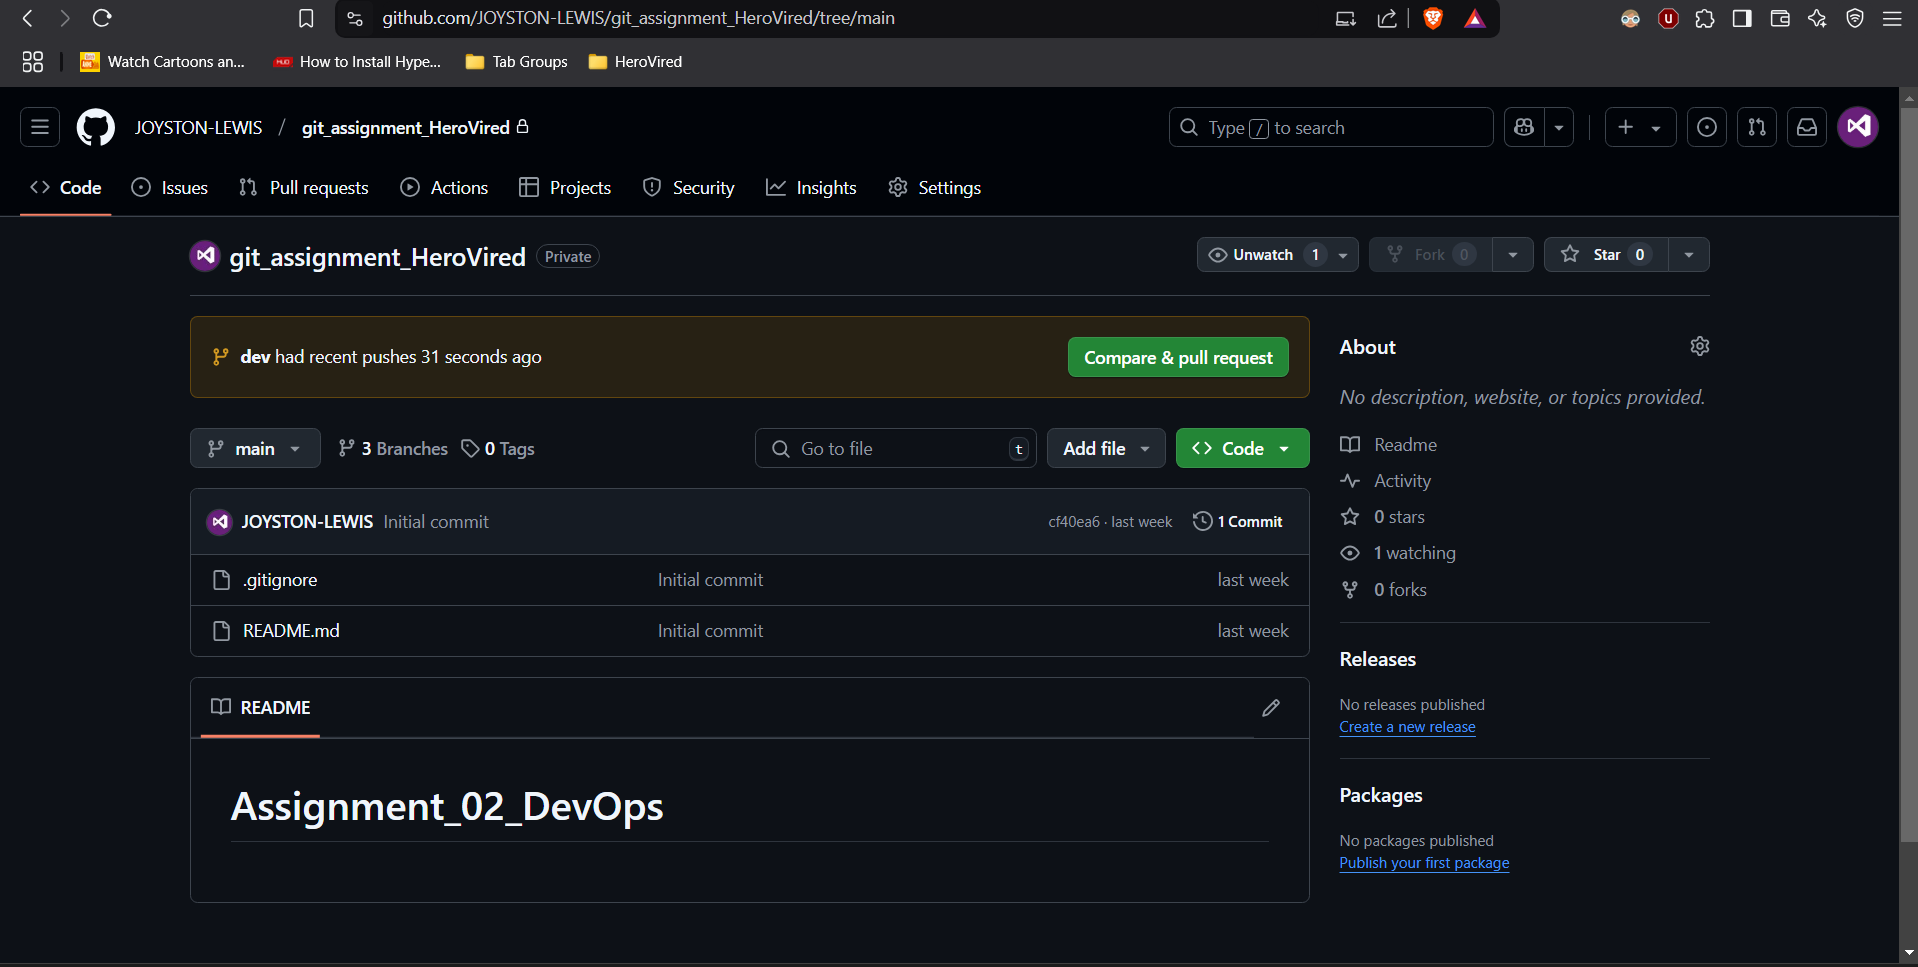 github.com/JOYSTON-LEWIS/git_assignment_HeroVired/tree/main
Watch Cartoons an...
How to Install Hype...
Tab Groups
HeroVired
JOYSTON-LEWIS / git_assignment_HeroVired
Type / to search
Code
Issues
Pull requests
Actions
Projects
Security
Insights
Settings
git_assignment_HeroVired Private
Unwatch 1
Fork 0
Star 0
dev had recent pushes 31 seconds ago
Compare & pull request
main
3 Branches
0 Tags
Go to file t
Add file
Code
JOYSTON-LEWIS Initial commit
cf40ea6 · last week
1 Commit
.gitignore Initial commit last week
README.md Initial commit last week
README
Assignment_02_DevOps
About
No description, website, or topics provided.
Readme
Activity
0 stars
1 watching
0 forks
Releases
No releases published
Create a new release
Packages
No packages published
Publish your first package